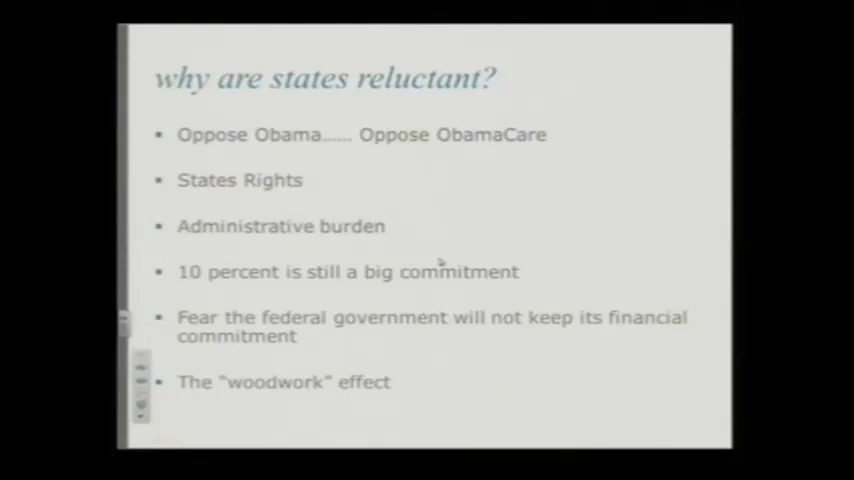 why are states reluctant?
▪ Oppose Obama...... Oppose ObamaCare
▪ States Rights
▪ Administrative burden
▪ 10 percent is still a big commitment
▪ Fear the federal government will not keep its financial
commitment
▪ The "woodwork" effect